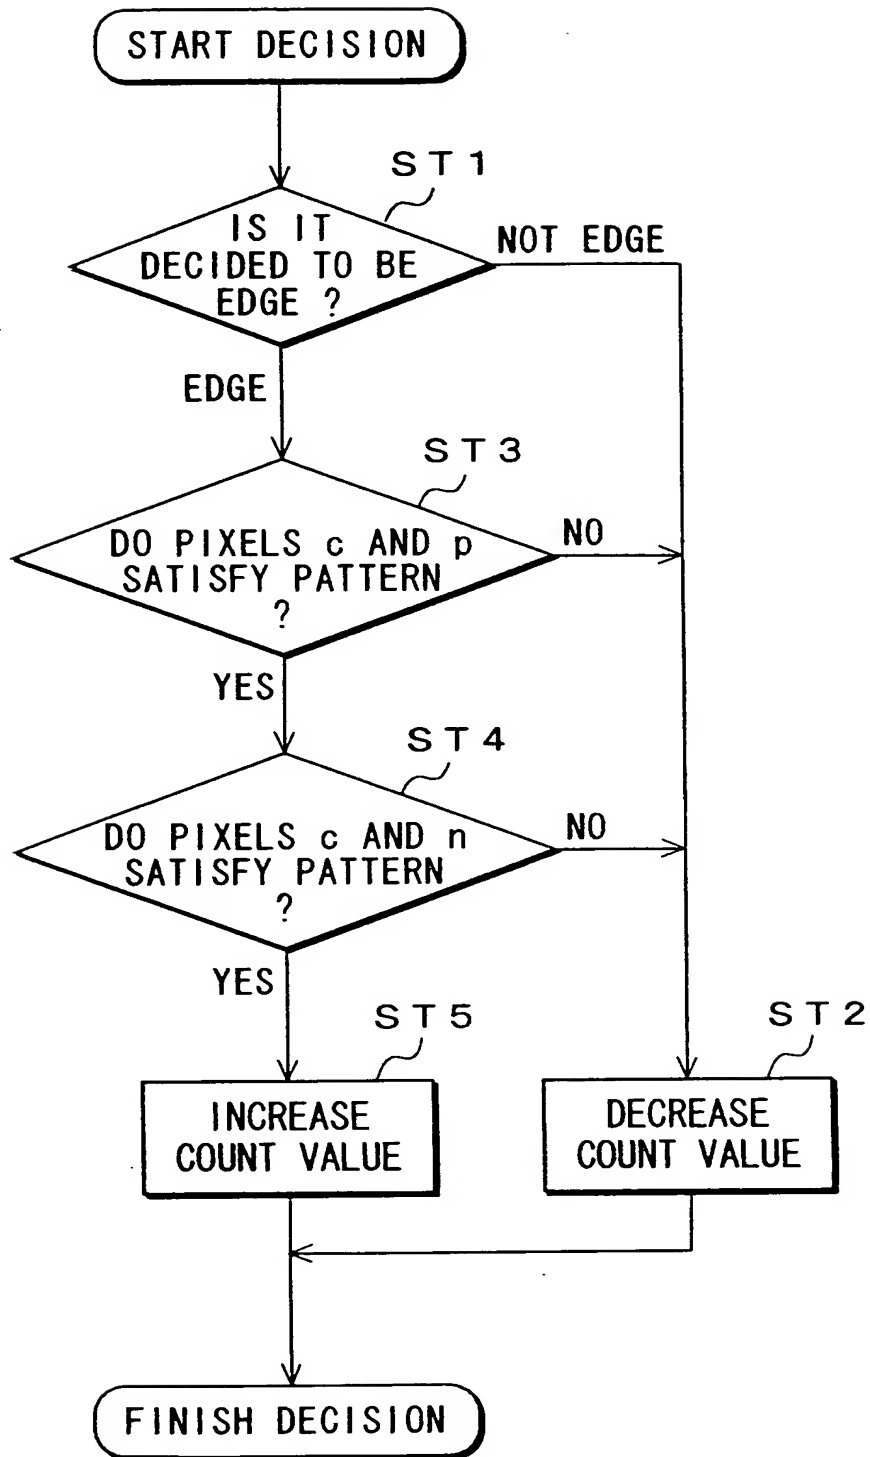 START DECISION
ST1
IS IT
DECIDED TO BE
EDGE ?
NOT EDGE
EDGE
ST3
DO PIXELS c AND p
SATISFY PATTERN
?
NO
YES
ST4
DO PIXELS c AND n
SATISFY PATTERN
?
NO
YES
ST5
INCREASE
COUNT VALUE
ST2
DECREASE
COUNT VALUE
FINISH DECISION